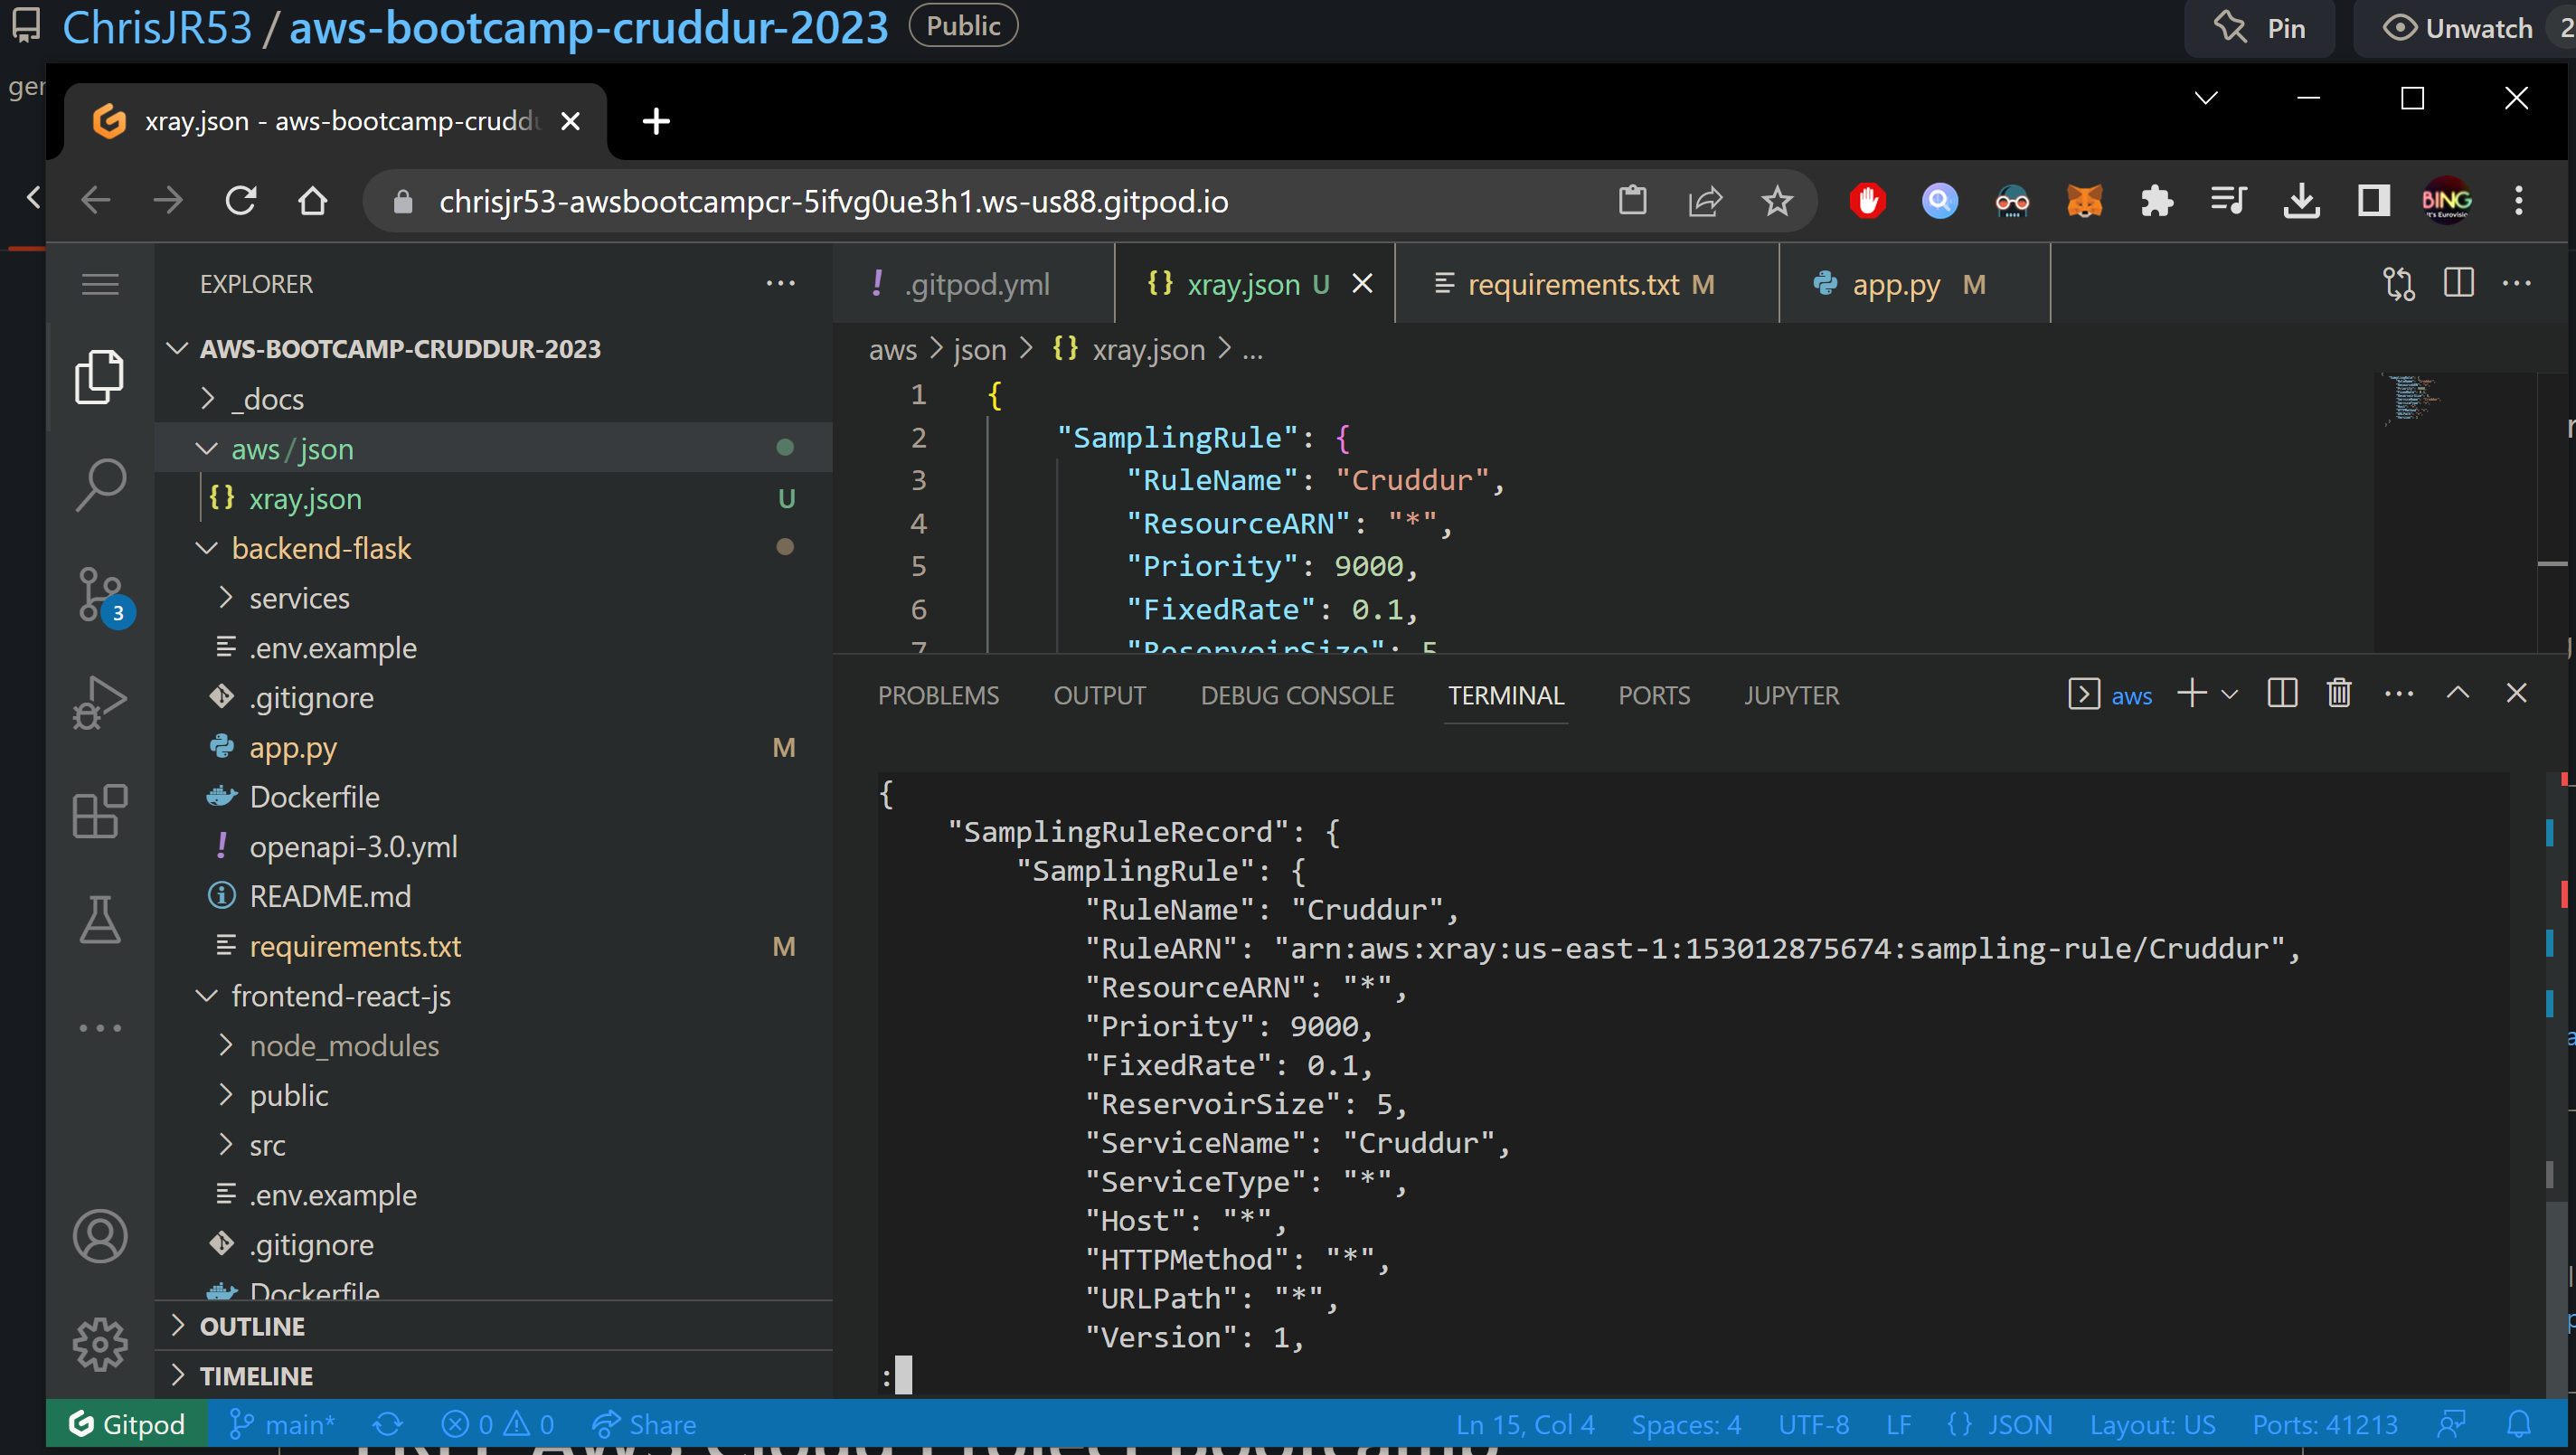 ChrisJR53 / aws-bootcamp-cruddur-2023 Public Pin Unwatch 2
ger
xray.json - aws-bootcamp-cruddu
chrisjr53-awsbootcampcr-5ifvg0ue3h1.ws-us88.gitpod.io
BING
It's Eurovisio
EXPLORER
AWS-BOOTCAMP-CRUDDUR-2023
_docs
aws/json
xray.json U
backend-flask
services
.env.example
.gitignore
app.py M
Dockerfile
openapi-3.0.yml
README.md
requirements.txt M
frontend-react-js
node_modules
public
src
.env.example
.gitignore
Dockerfile
OUTLINE
TIMELINE
3
.gitpod.yml
xray.json U
requirements.txt M
app.py M
aws > json > {} xray.json > ...
1 {
2 "SamplingRule": {
3 "RuleName": "Cruddur",
4 "ResourceARN": "*",
5 "Priority": 9000,
6 "FixedRate": 0.1,
7 "ReservoirSize": 5
PROBLEMS OUTPUT DEBUG CONSOLE TERMINAL PORTS JUPYTER aws
{
"SamplingRuleRecord": {
"SamplingRule": {
"RuleName": "Cruddur",
"RuleARN": "arn:aws:xray:us-east-1:153012875674:sampling-rule/Cruddur",
"ResourceARN": "*",
"Priority": 9000,
"FixedRate": 0.1,
"ReservoirSize": 5,
"ServiceName": "Cruddur",
"ServiceType": "*",
"Host": "*",
"HTTPMethod": "*",
"URLPath": "*",
"Version": 1,
:
Gitpod main* 0 0 Share Ln 15, Col 4 Spaces: 4 UTF-8 LF {} JSON Layout: US Ports: 41213